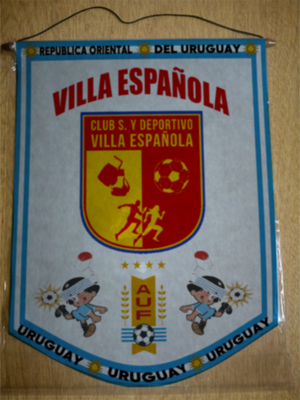 REPUBLICA ORIENTAL DEL URUGUAY
VILLA ESPAÑOLA
CLUB S. Y DEPORTIVO
VILLA ESPAÑOLA
AUF
URUGUAY URUGUAY URUGUAY